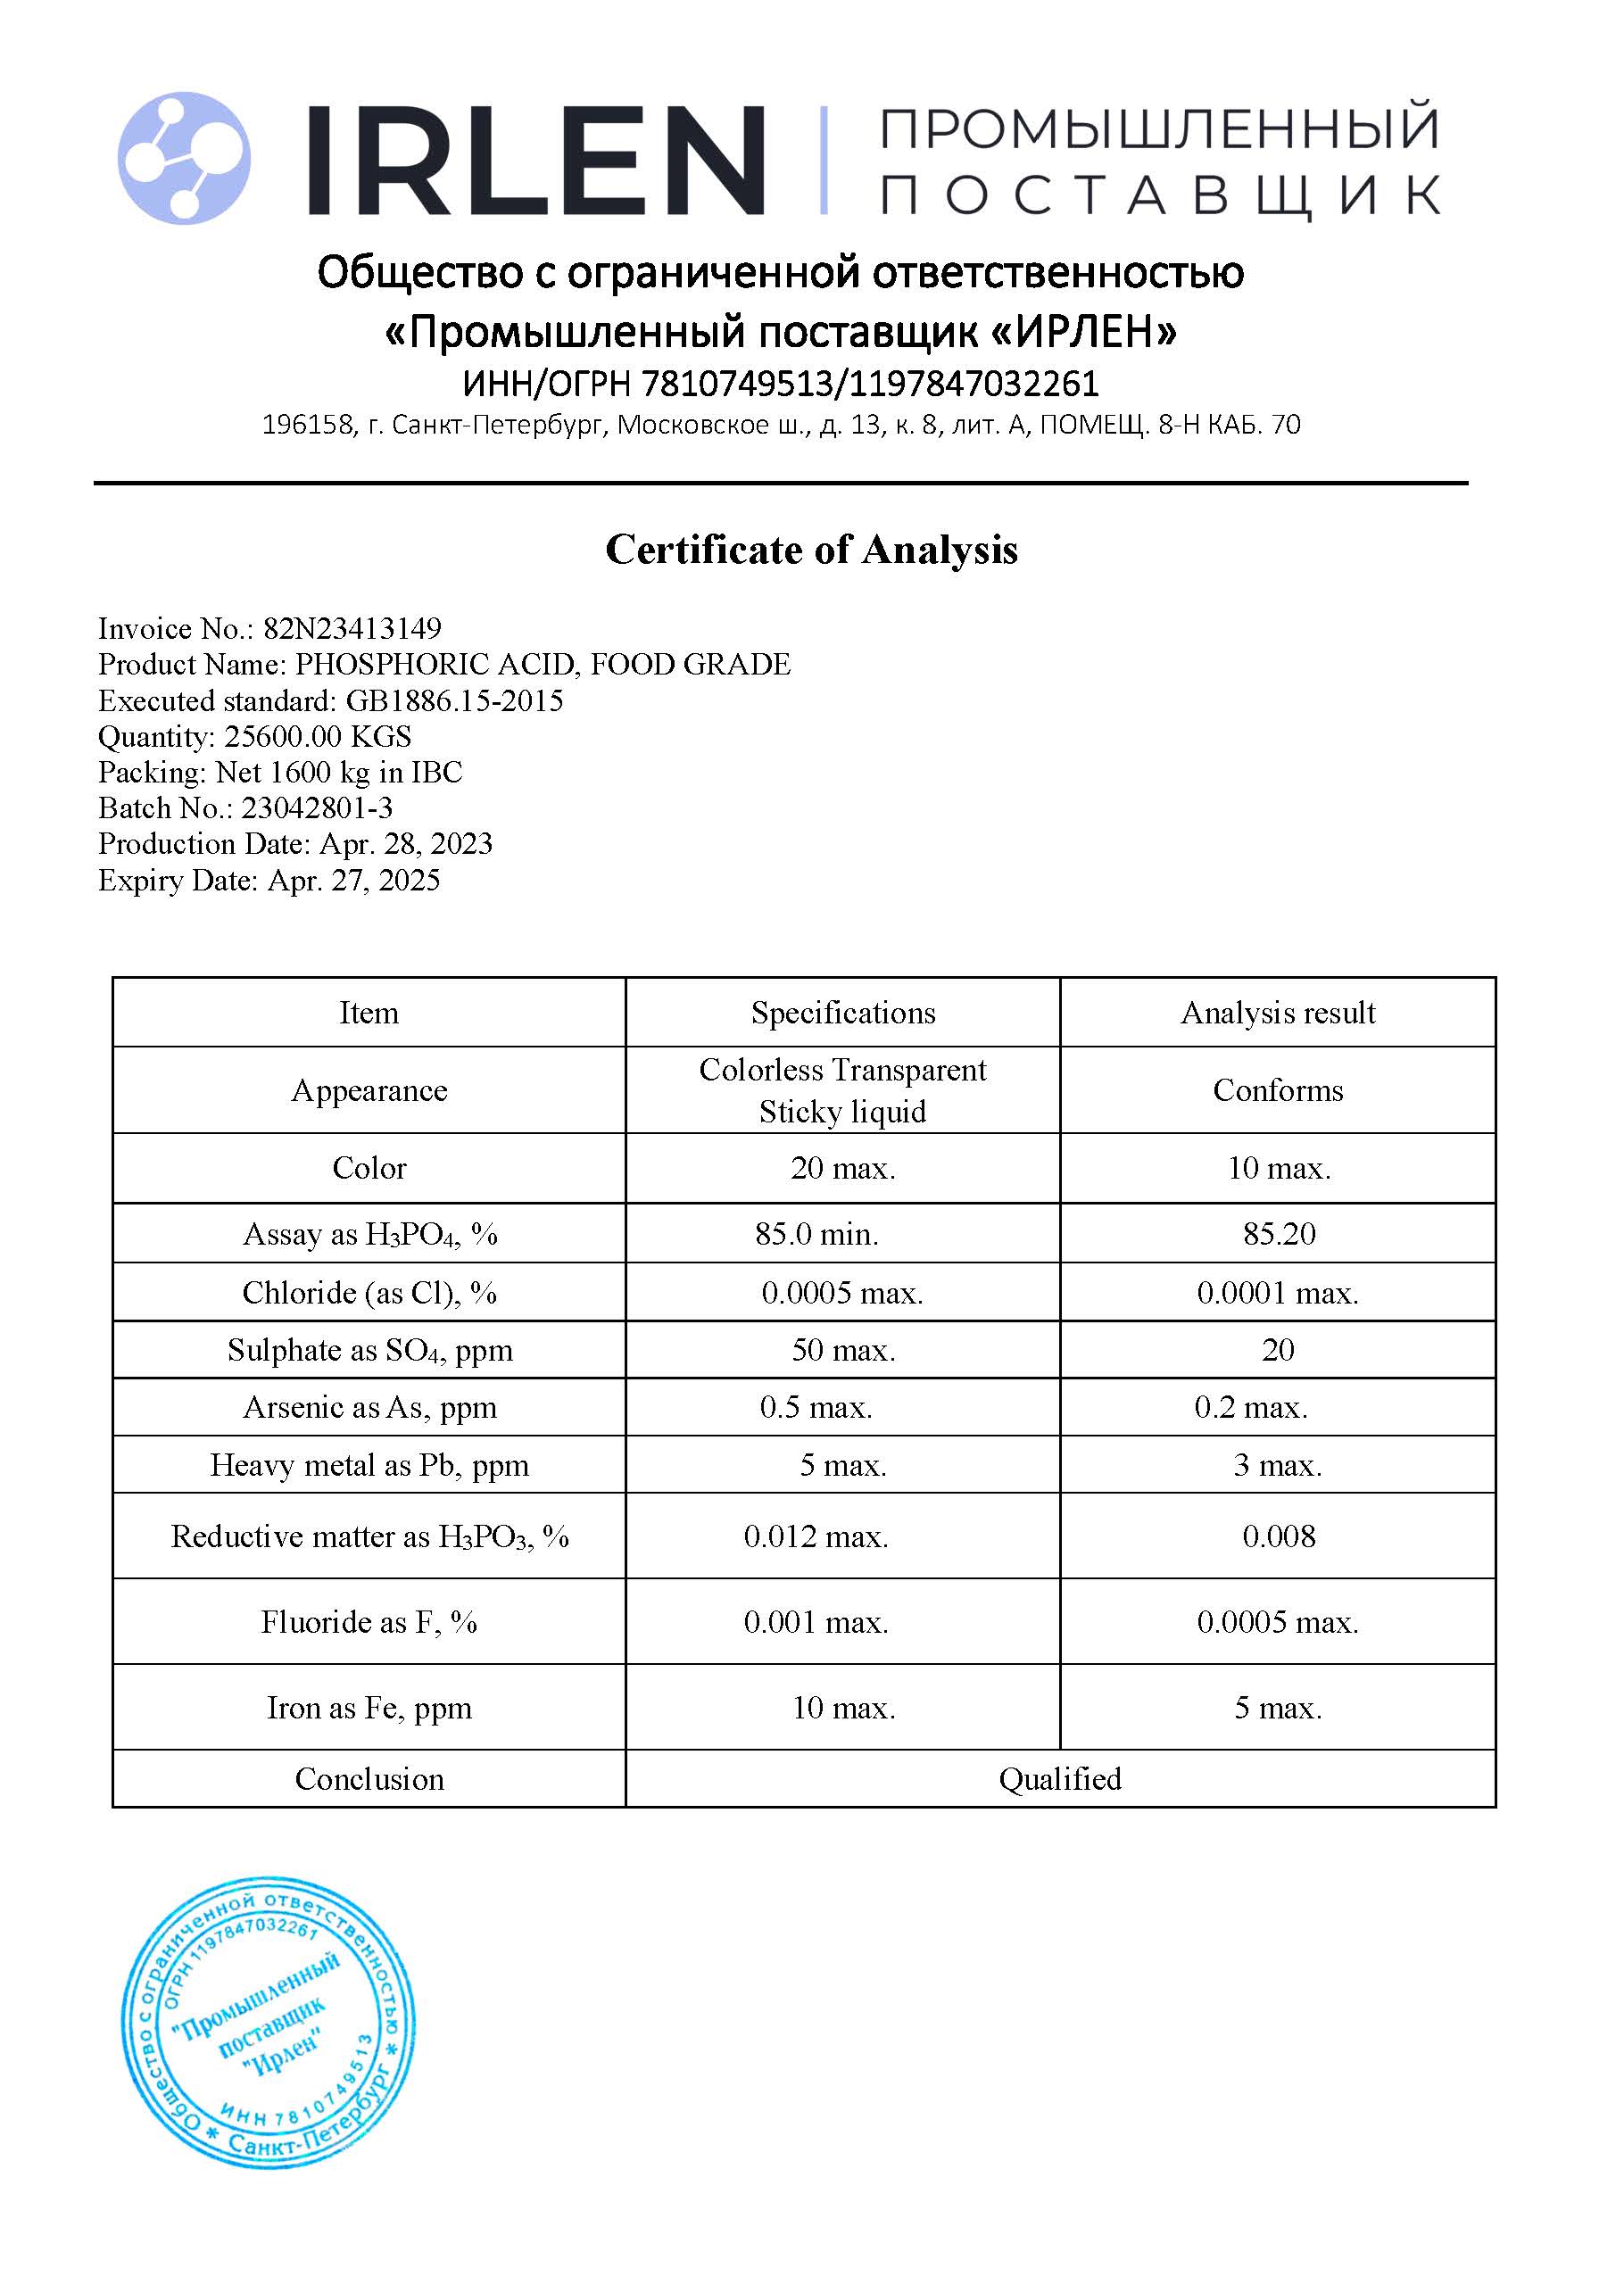 IRLEN
ПРОМЫШЛЕННЫЙ
ПОСТАВЩИК
Общество с ограниченной ответственностью
«Промышленный поставщик «ИРЛЕН»
ИНН/ОГРН 7810749513/1197847032261
196158, г. Санкт-Петербург, Московское ш., д. 13, к. 8, лит. А, ПОМЕЩ. 8-Н КАБ. 70
Certificate of Analysis
Invoice No.: 82N23413149
Product Name: PHOSPHORIC ACID, FOOD GRADE
Executed standard: GB1886.15-2015
Quantity: 25600.00 KGS
Packing: Net 1600 kg in IBC
Batch No.: 23042801-3
Production Date: Apr. 28, 2023
Expiry Date: Apr. 27, 2025
Item Specifications Analysis result
Appearance Colorless Transparent Sticky liquid Conforms
Color 20 max. 10 max.
Assay as H₃PO₄, % 85.0 min. 85.20
Chloride (as Cl), % 0.0005 max. 0.0001 max.
Sulphate as SO₄, ppm 50 max. 20
Arsenic as As, ppm 0.5 max. 0.2 max.
Heavy metal as Pb, ppm 5 max. 3 max.
Reductive matter as H₃PO₃, % 0.012 max. 0.008
Fluoride as F, % 0.001 max. 0.0005 max.
Iron as Fe, ppm 10 max. 5 max.
Conclusion Qualified
Общество с ограниченной ответственностью * Санкт-Петербург *
ОГРН 1197847032261
"Промышленный
поставщик
"Ирлен"
ИНН 7810749513